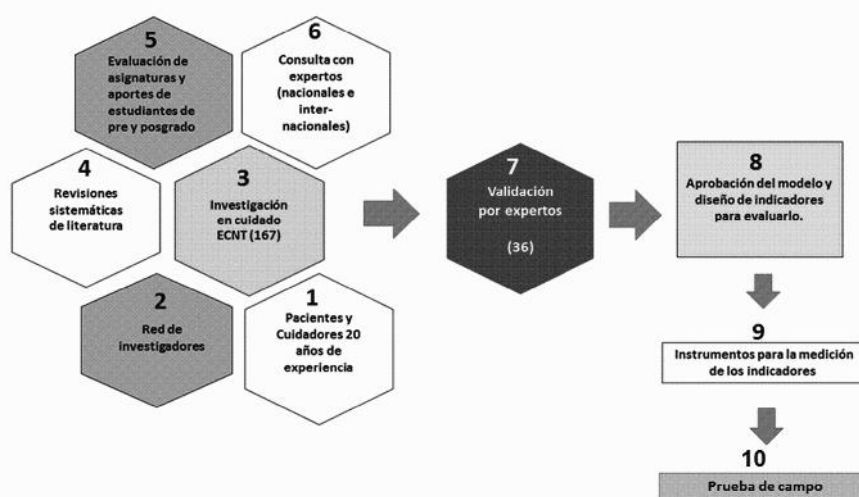 5
Evaluación de
asignaturas y
aportes de
estudiantes de
pre y posgrado
6
Consulta con
expertos
(nacionales e
inter-
nacionales)
4
Revisiones
sistemáticas
de literatura
3
Investigación
en cuidado
ECNT (167)
2
Red de
investigadores
1
Pacientes y
Cuidadores 20
años de
experiencia
7
Validación
por expertos
(36)
8
Aprobación del modelo y
diseño de indicadores
para evaluarlo.
9
Instrumentos para la medición
de los indicadores
10
Prueba de campo